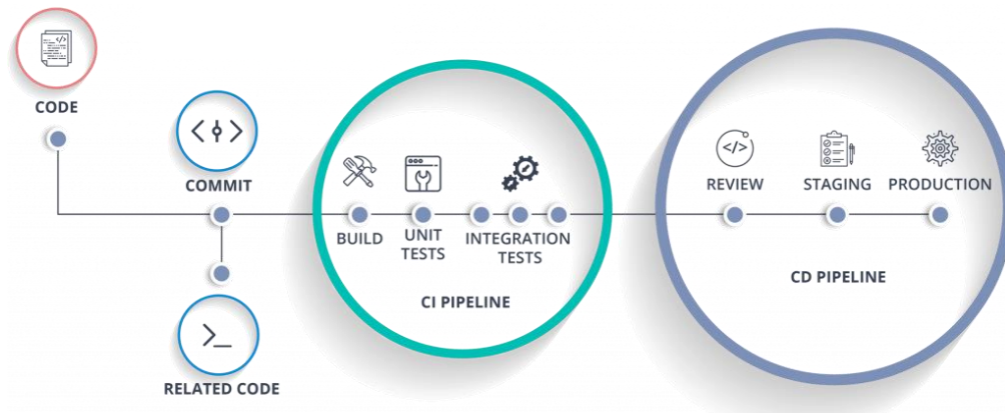 CODE
COMMIT
RELATED CODE
BUILD
UNIT
TESTS
INTEGRATION
TESTS
CI PIPELINE
REVIEW
STAGING
PRODUCTION
CD PIPELINE